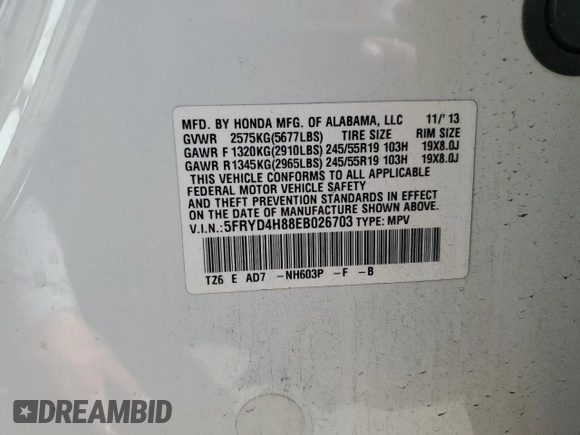 MFD. BY HONDA MFG. OF ALABAMA, LLC 11/'13
GVWR 2575KG(5677LBS) TIRE SIZE RIM SIZE
GAWR F 1320KG(2910LBS) 245/55R19 103H 19X8.0J
GAWR R 1345KG(2965LBS) 245/55R19 103H 19X8.0J
THIS VEHICLE CONFORMS TO ALL APPLICABLE
FEDERAL MOTOR VEHICLE SAFETY
AND THEFT PREVENTION STANDARDS IN EFFECT
ON THE DATE OF MANUFACTURE SHOWN ABOVE.
V.I.N.: 5FRYD4H88EB026703 TYPE: MPV
TZ6 E AD7 -NH603P -F -B
DREAMBID